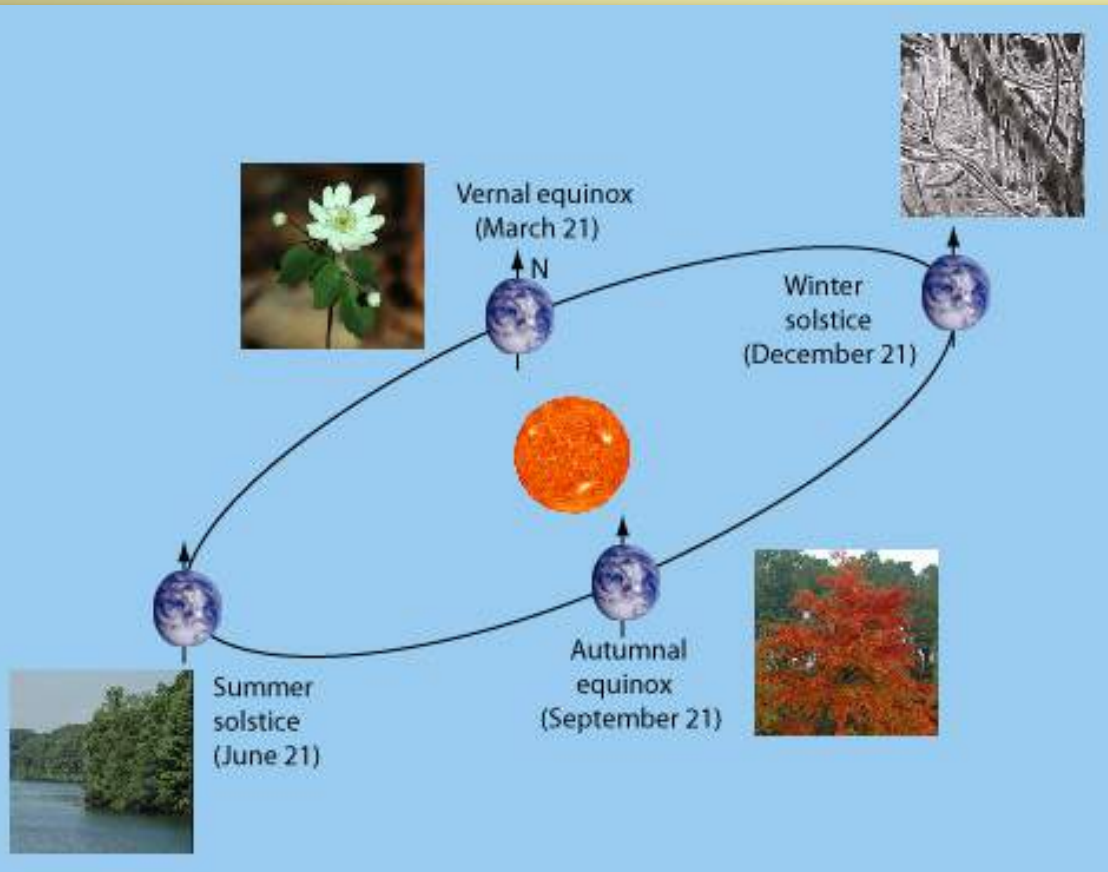 Vernal equinox
(March 21)
N
Winter
solstice
(December 21)
Summer
solstice
(June 21)
Autumnal
equinox
(September 21)